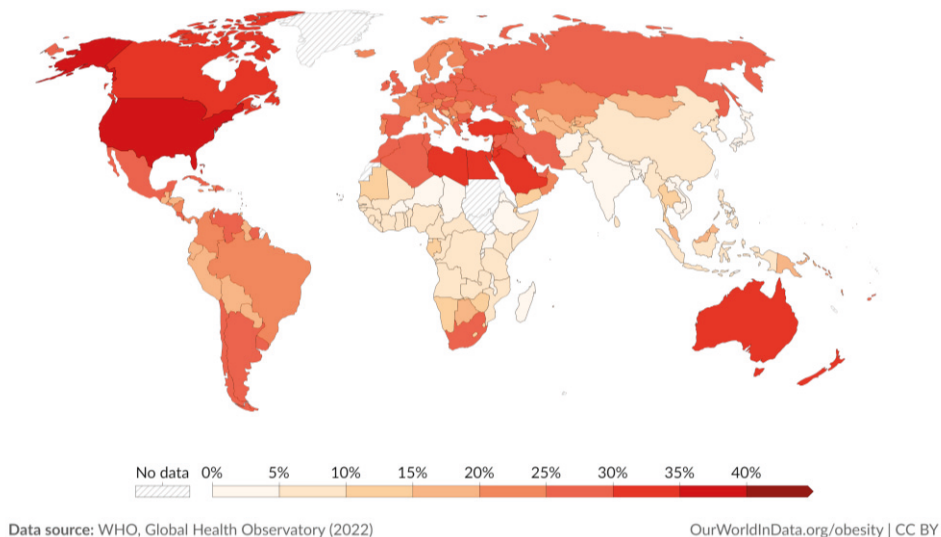 No data 0% 5% 10% 15% 20% 25% 30% 35% 40%
Data source: WHO, Global Health Observatory (2022)
OurWorldInData.org/obesity | CC BY